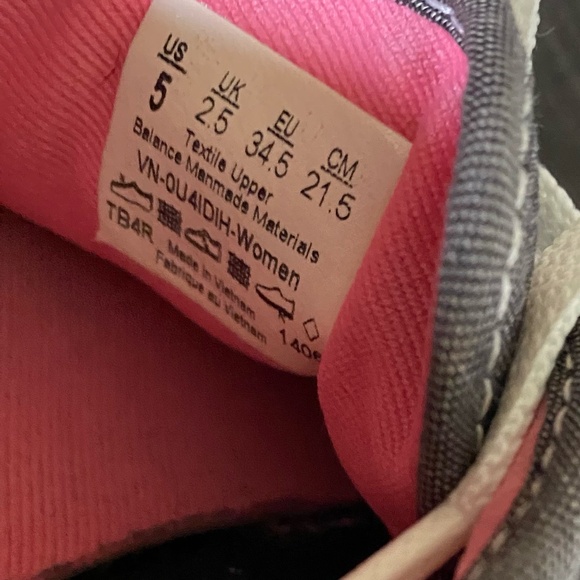 US UK EU CM
5 2.5 34.5 21.5
Textile Upper
Balance Manmade Materials
VN-0U4IDIH-Women
TB4R
Made in Vietnam
Fabriqué au Vietnam